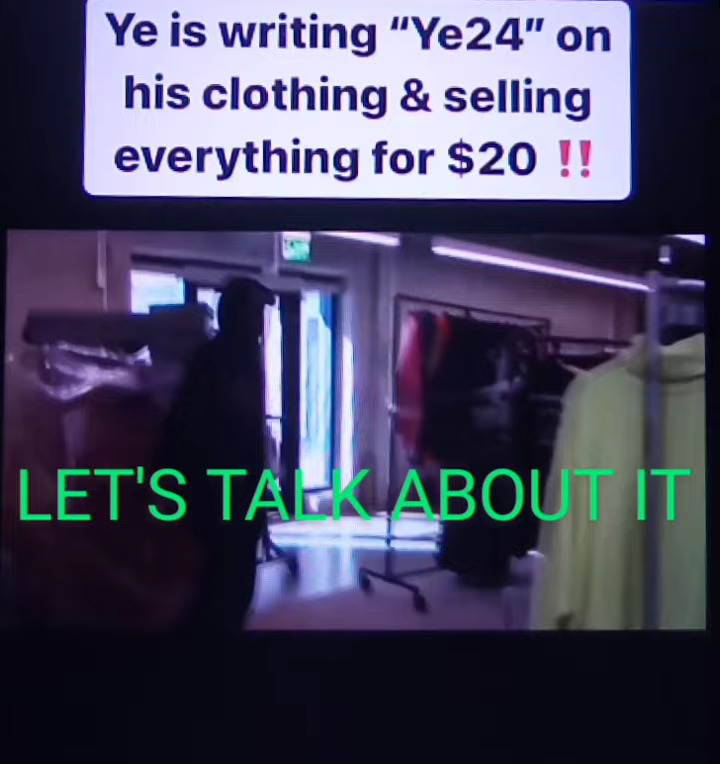 Ye is writing “Ye24” on
his clothing & selling
everything for $20 ‼️
LET'S TALK ABOUT IT